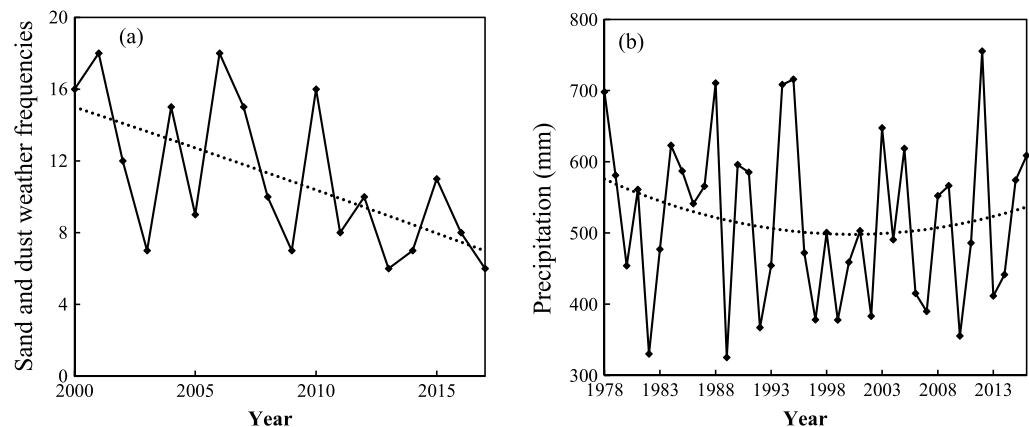 (a)
Sand and dust weather frequencies
20
16
12
8
4
0
2000 2005 2010 2015
Year
(b)
Precipitation (mm)
800
700
600
500
400
300
1978 1983 1988 1993 1998 2003 2008 2013
Year